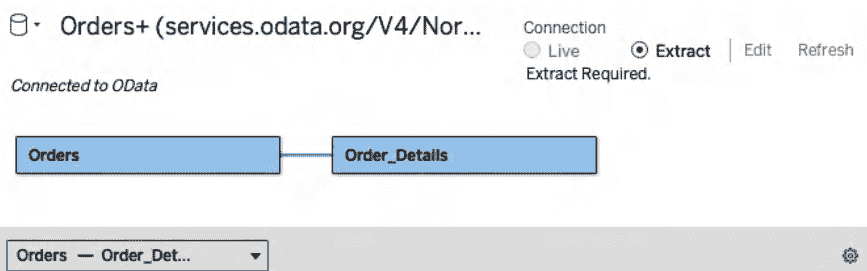 Orders+ (services.odata.org/V4/Nor...
Connection
Live Extract Edit Refresh
Extract Required.
Connected to OData
Orders Order_Details
Orders — Order_Det...